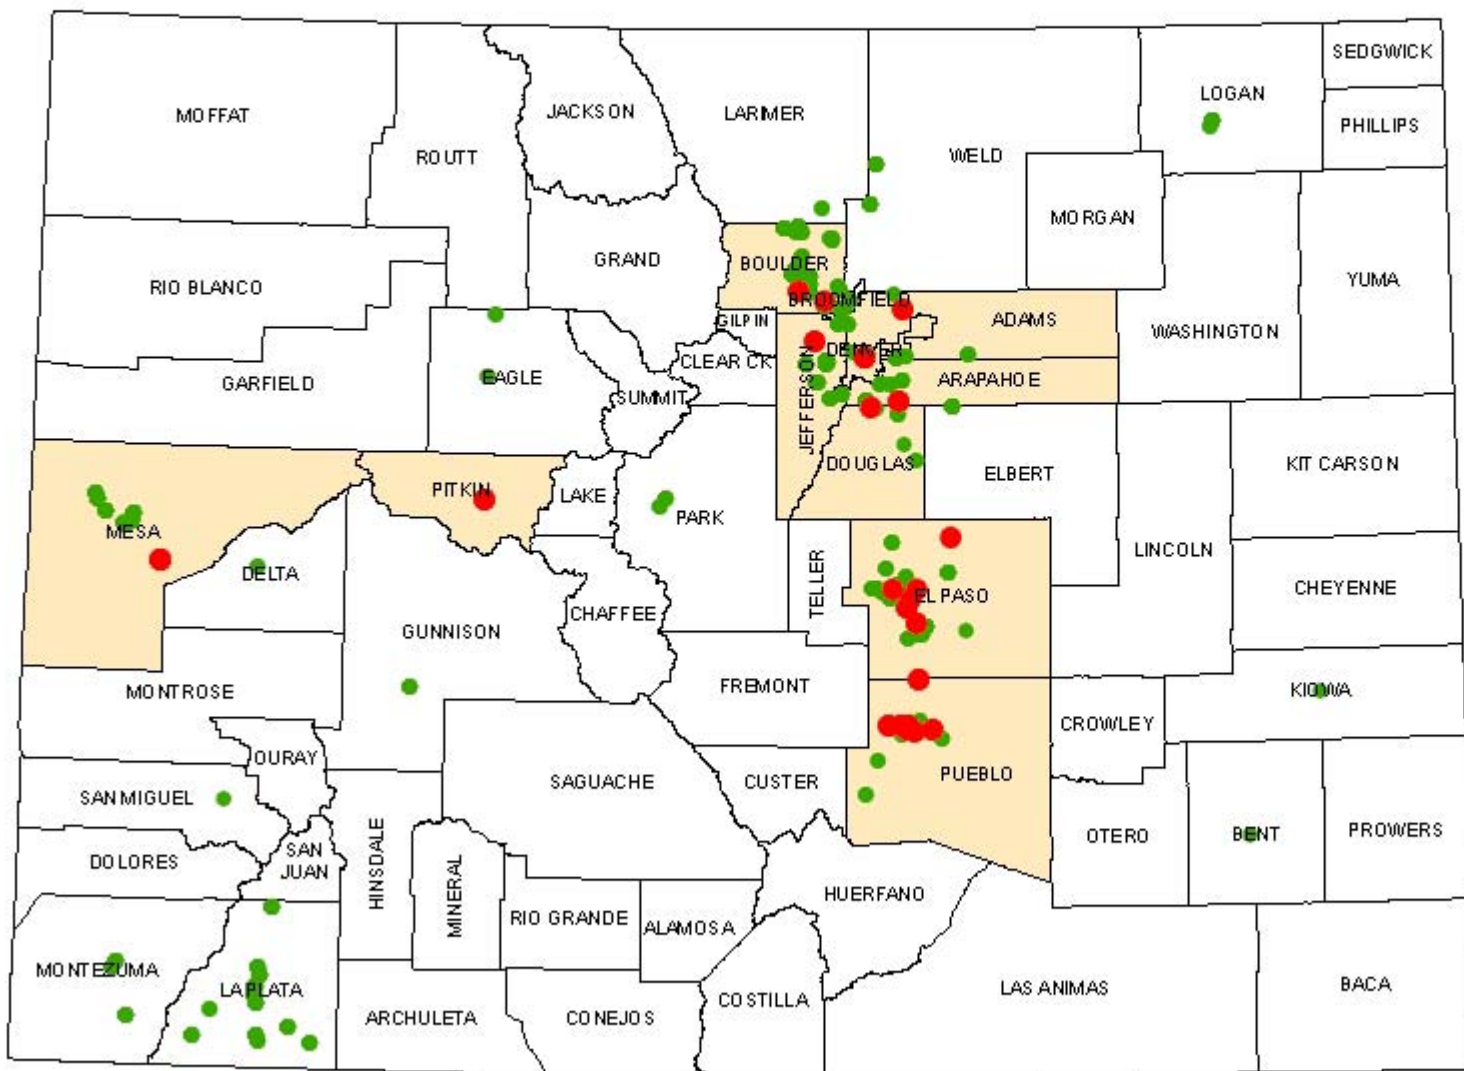 SEDGWICK
LOGAN
MOFFAT
JACKSON
LARIMER
PHILLIPS
ROUTT
WELD
MORGAN
GRAND
BOULDER
YUMA
RIO BLANCO
BROOMFIELD
GILPIN
ADAMS
WASHINGTON
DENVER
CLEAR CK
GARFIELD
EAGLE
ARAPAHOE
SUMMIT
JEFFERSON
DOUGLAS
KIT CARSON
ELBERT
PITKIN
LAKE
PARK
MESA
LINCOLN
DELTA
TELLER
CHEYENNE
EL PASO
CHAFFEE
GUNNISON
MONTROSE
FREMONT
KIOWA
CROWLEY
OURAY
SAGUACHE
CUSTER
PUEBLO
SAN MIGUEL
OTERO
BENT
PROWERS
DOLORES
SAN
JUAN
HINSDALE
MINERAL
HUERFANO
RIO GRANDE
ALAMOSA
MONTEZUMA
LA PLATA
LAS ANIMAS
BACA
COSTILLA
ARCHULETA
CONEJOS